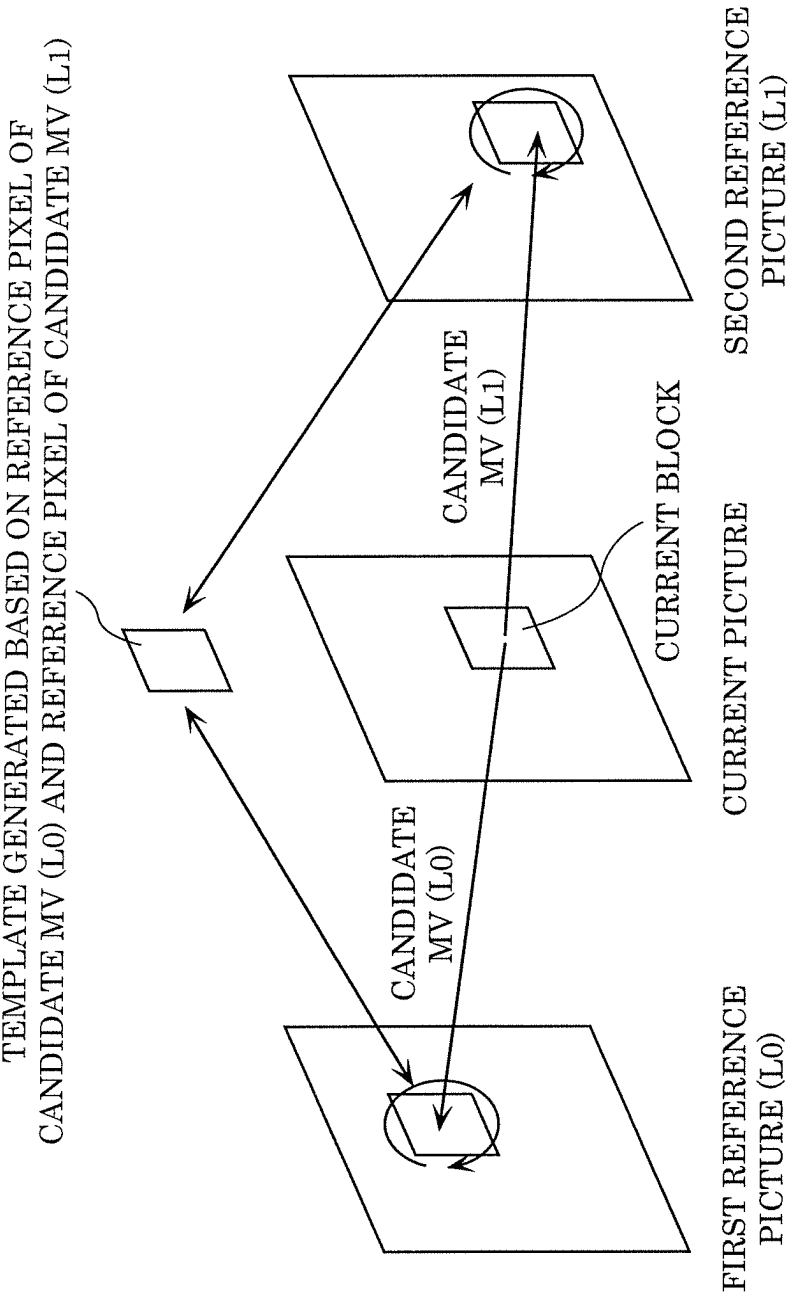 TEMPLATE GENERATED BASED ON REFERENCE PIXEL OF
CANDIDATE MV (L0) AND REFERENCE PIXEL OF CANDIDATE MV (L1)
CANDIDATE
MV (L0)
CANDIDATE
MV (L1)
CURRENT BLOCK
FIRST REFERENCE
PICTURE (L0)
CURRENT PICTURE
SECOND REFERENCE
PICTURE (L1)